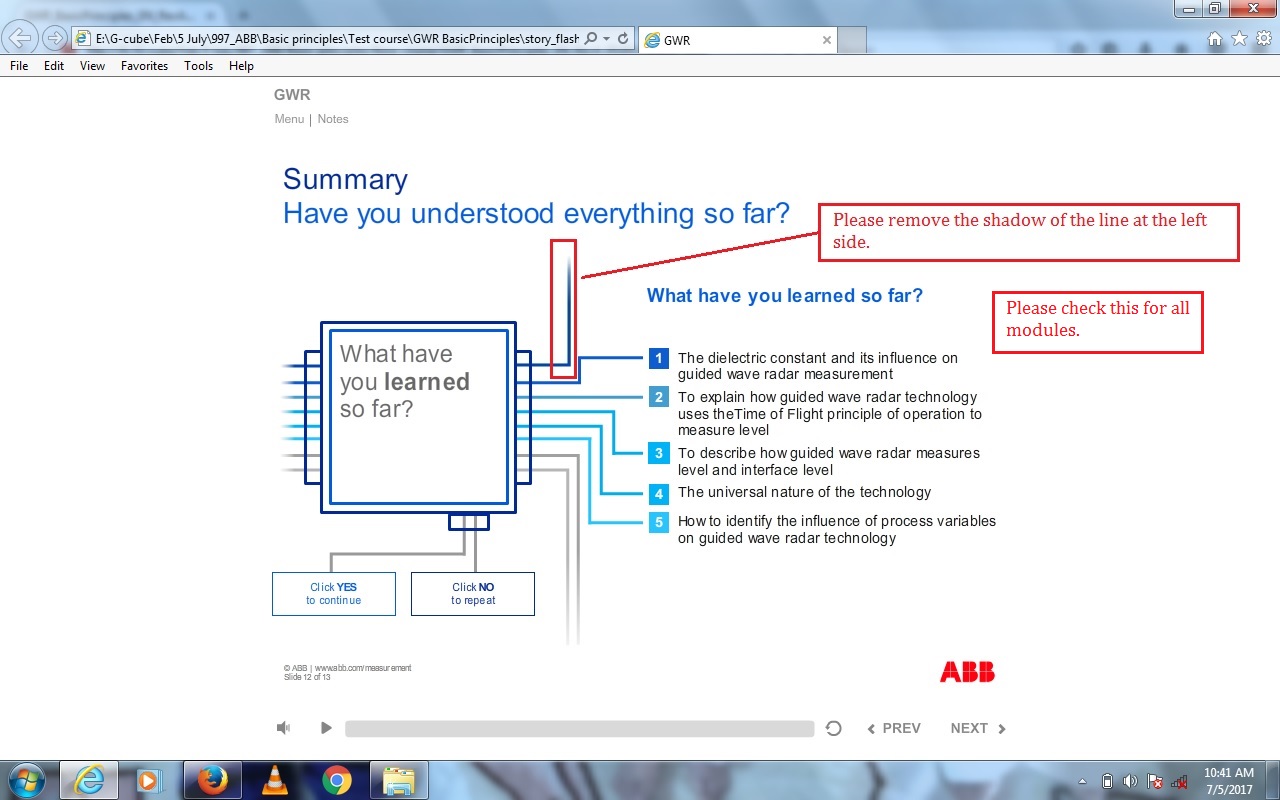 E:\G-cube\Feb\5 July\997_ABB\Basic principles\Test course\GWR BasicPrinciples\story_flash
GWR
File Edit View Favorites Tools Help
GWR
Menu | Notes
Summary
Have you understood everything so far?
Please remove the shadow of the line at the left
side.
What have you learned so far?
Please check this for all
modules.
What have
you learned
so far?
1 The dielectric constant and its influence on
guided wave radar measurement
2 To explain how guided wave radar technology
uses theTime of Flight principle of operation to
measure level
3 To describe how guided wave radar measures
level and interface level
4 The universal nature of the technology
5 How to identify the influence of process variables
on guided wave radar technology
Click YES
to continue
Click NO
to repeat
© ABB | www.abb.com/measurement
Slide 12 of 13
ABB
PREV NEXT
10:41 AM
7/5/2017